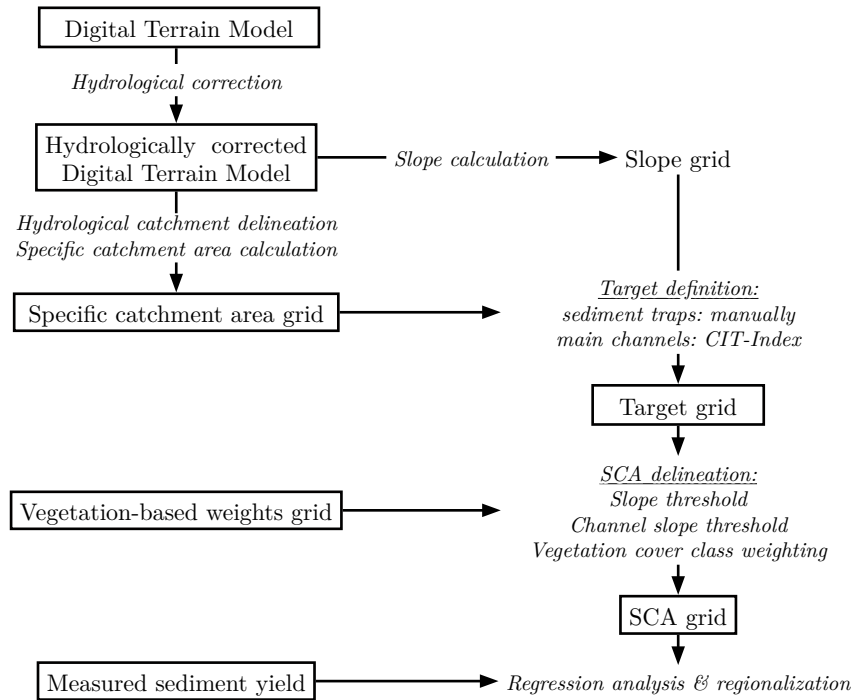 Digital Terrain Model
Hydrological correction
Hydrologically corrected
Digital Terrain Model
Slope calculation
Slope grid
Hydrological catchment delineation
Specific catchment area calculation
Specific catchment area grid
Target definition:
sediment traps: manually
main channels: CIT-Index
Target grid
Vegetation-based weights grid
SCA delineation:
Slope threshold
Channel slope threshold
Vegetation cover class weighting
SCA grid
Measured sediment yield
Regression analysis & regionalization